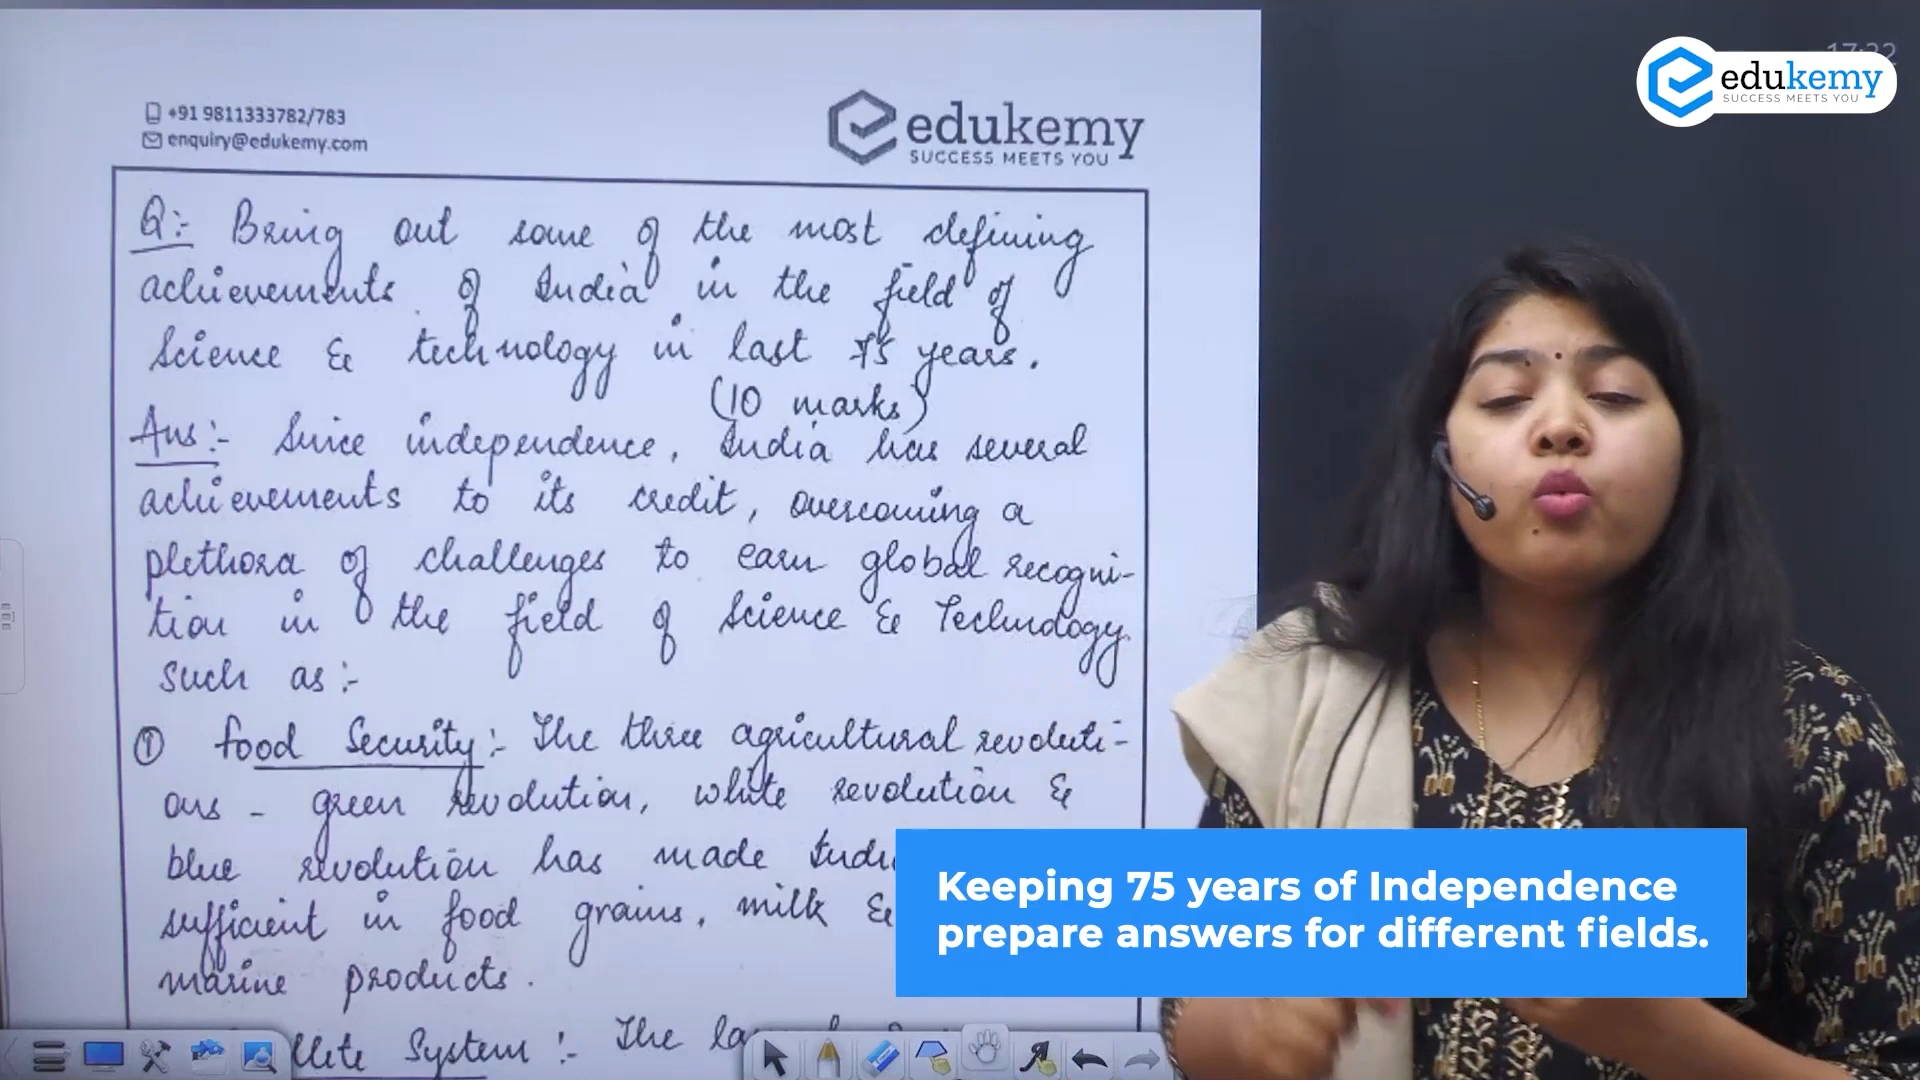 +91 9811333782/783
enquiry@edukemy.com
edukemy
SUCCESS MEETS YOU
17:22
edukemy
SUCCESS MEETS YOU
Q:- Bring out some of the most defining
achievements of India in the field of
Science & technology in last 75 years.
(10 marks)
Ans:- Since independence, India has several
achievements to its credit, overcoming a
plethora of challenges to earn global recogni-
tion in the field of Science & Technology
such as:-
① food Security:- The three agricultural revoluti-
ons - green revolution, white revolution &
blue revolution has made
sufficient in food grains, milk &
marine products.
System :- The
Keeping 75 years of Independence
prepare answers for different fields.